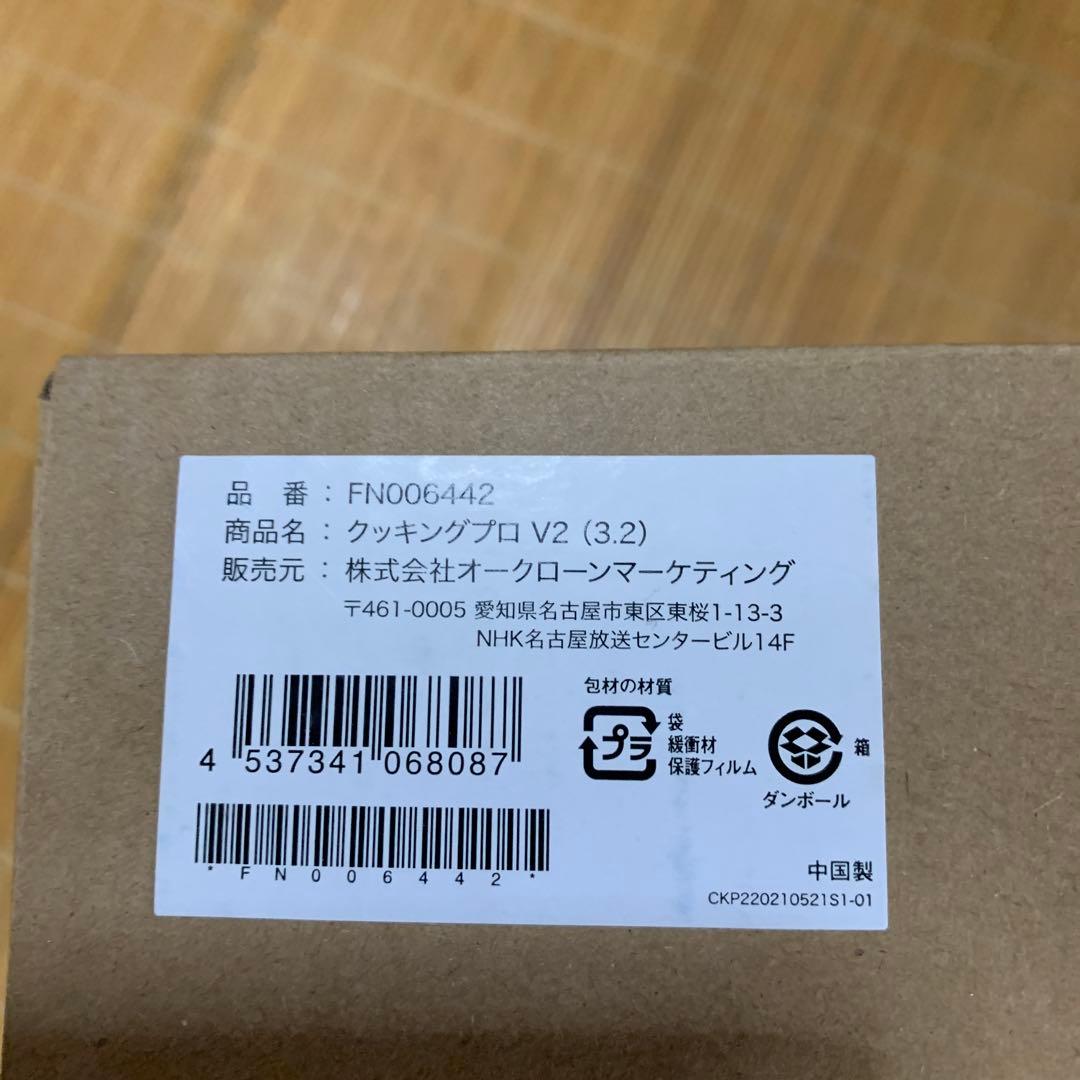 品 番 : FN006442
商品名 : クッキングプロ V2 (3.2)
販売元 : 株式会社オークローンマーケティング
〒461-0005 愛知県名古屋市東区東桜1-13-3
NHK名古屋放送センタービル14F
4 537341 068087
*FN006442*
包材の材質
プラ
袋
緩衝材
保護フィルム
箱
ダンボール
中国製
CKP220210521S1-01